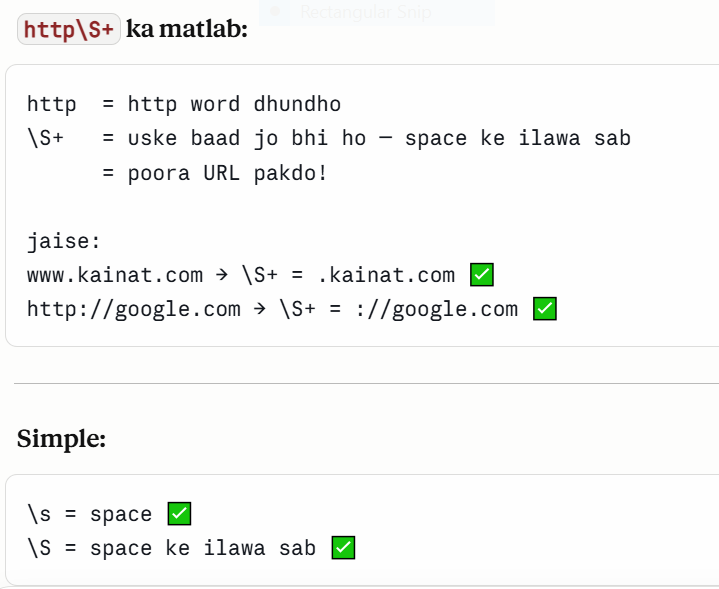 Rectangular Snip
http\S+ ka matlab:
http  = http word dhundho
\S+   = uske baad jo bhi ho — space ke ilawa sab
      = poora URL pakdo!
jaise:
www.kainat.com → \S+ = .kainat.com ✅
http://google.com → \S+ = ://google.com ✅
Simple:
\s = space ✅
\S = space ke ilawa sab ✅